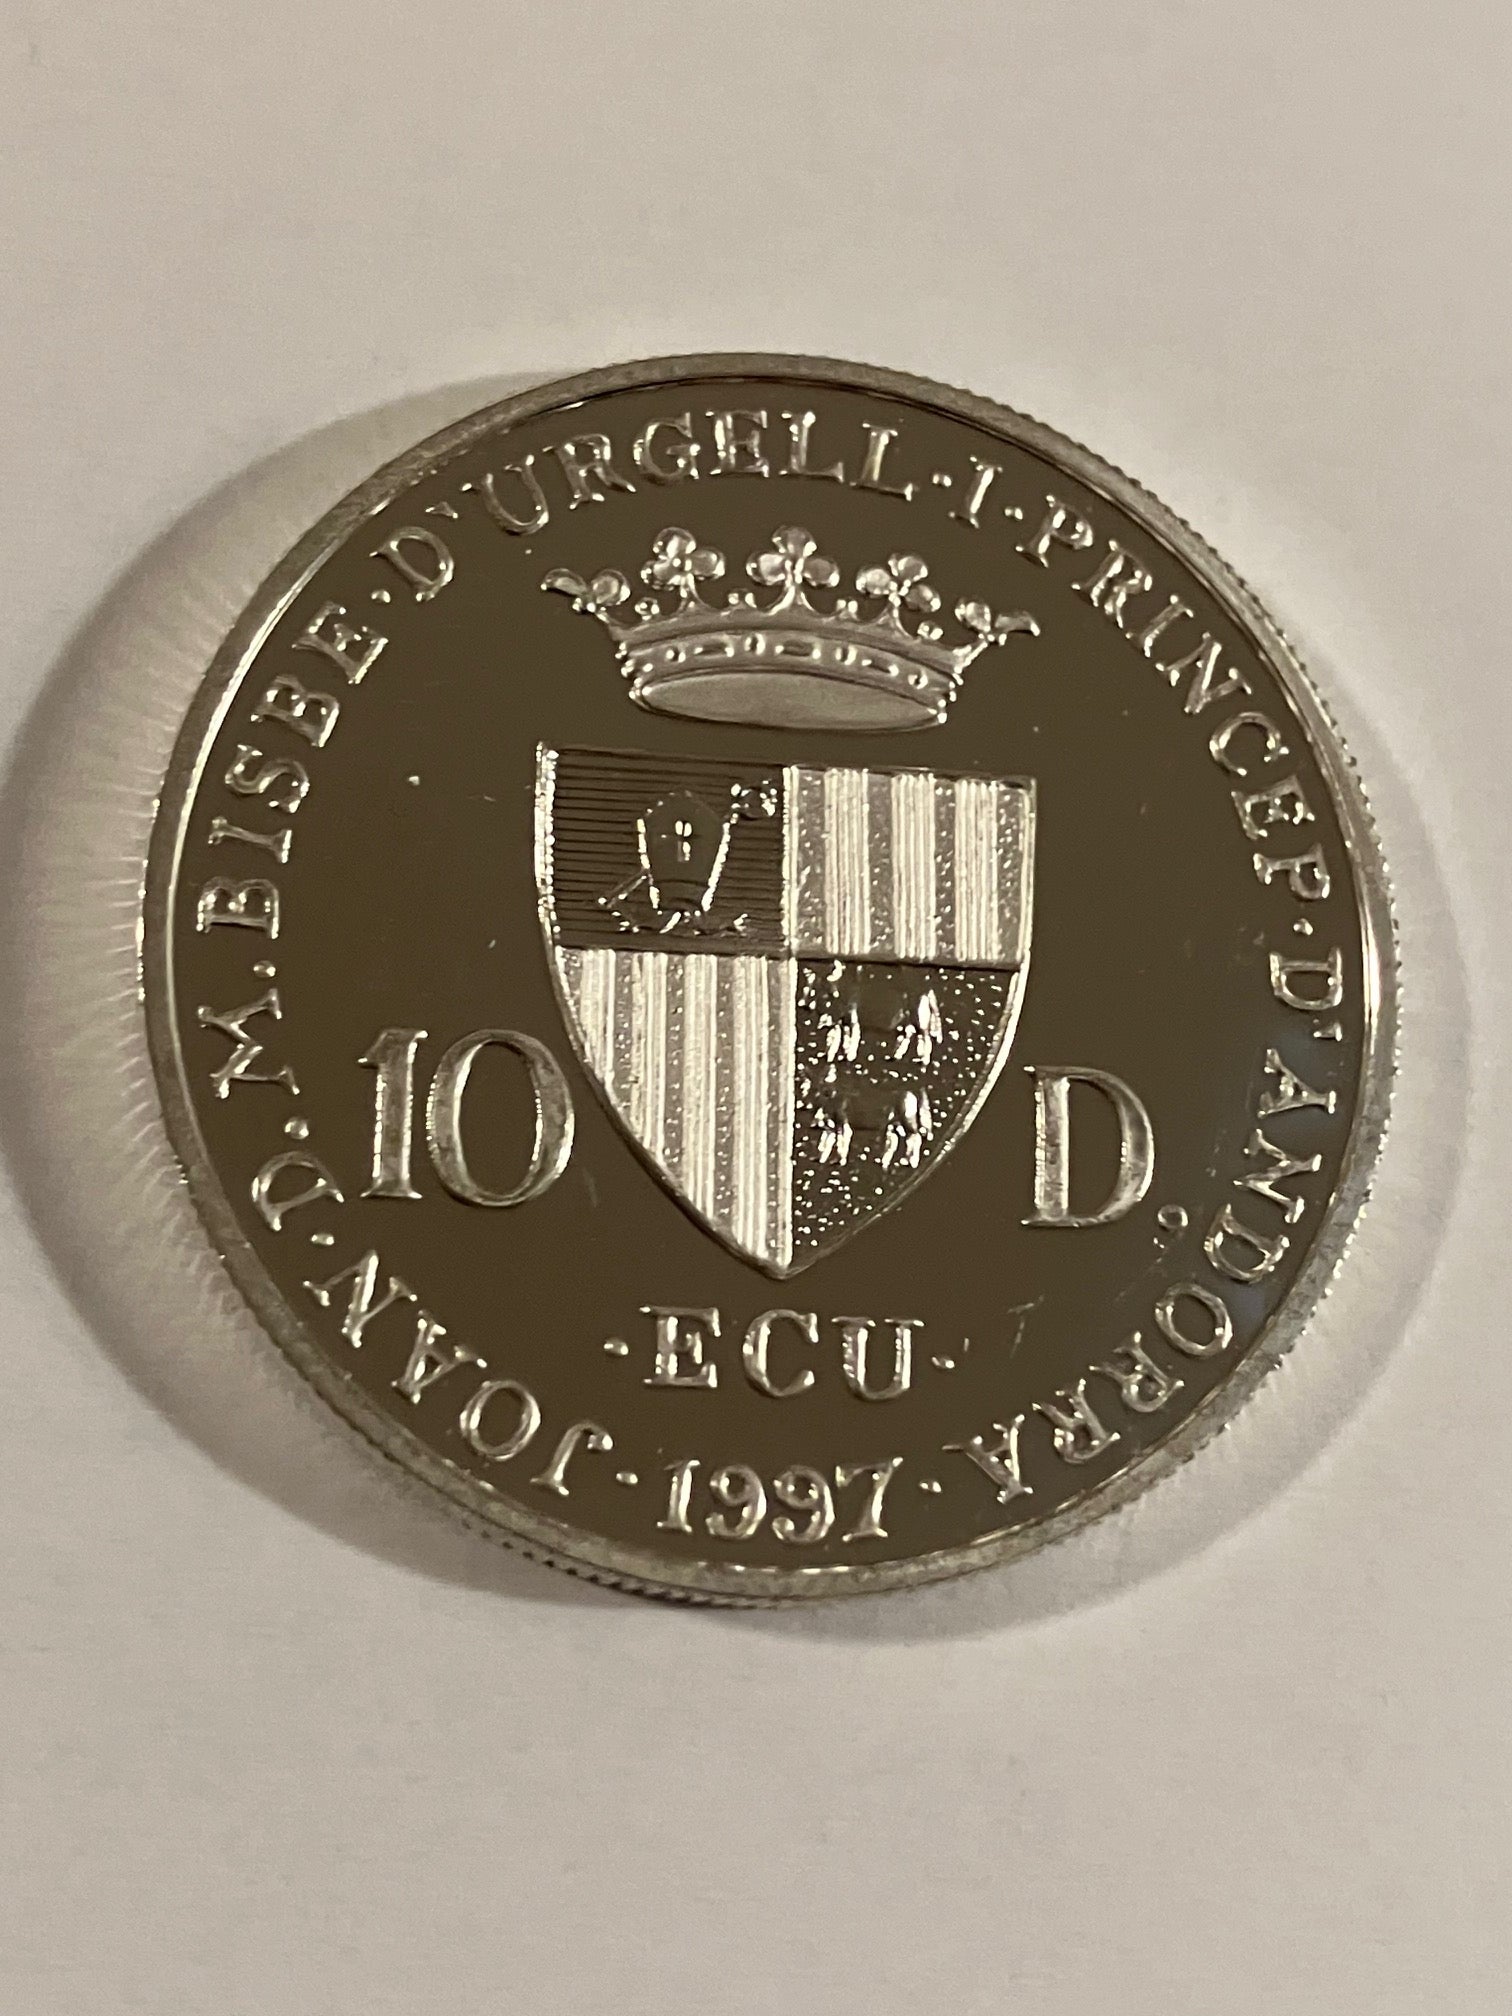 JOAN·D.·M.BISBE·D'URGELL·I·PRINCEP·D'ANDORRA
10 D.
·ECU·
·1997·